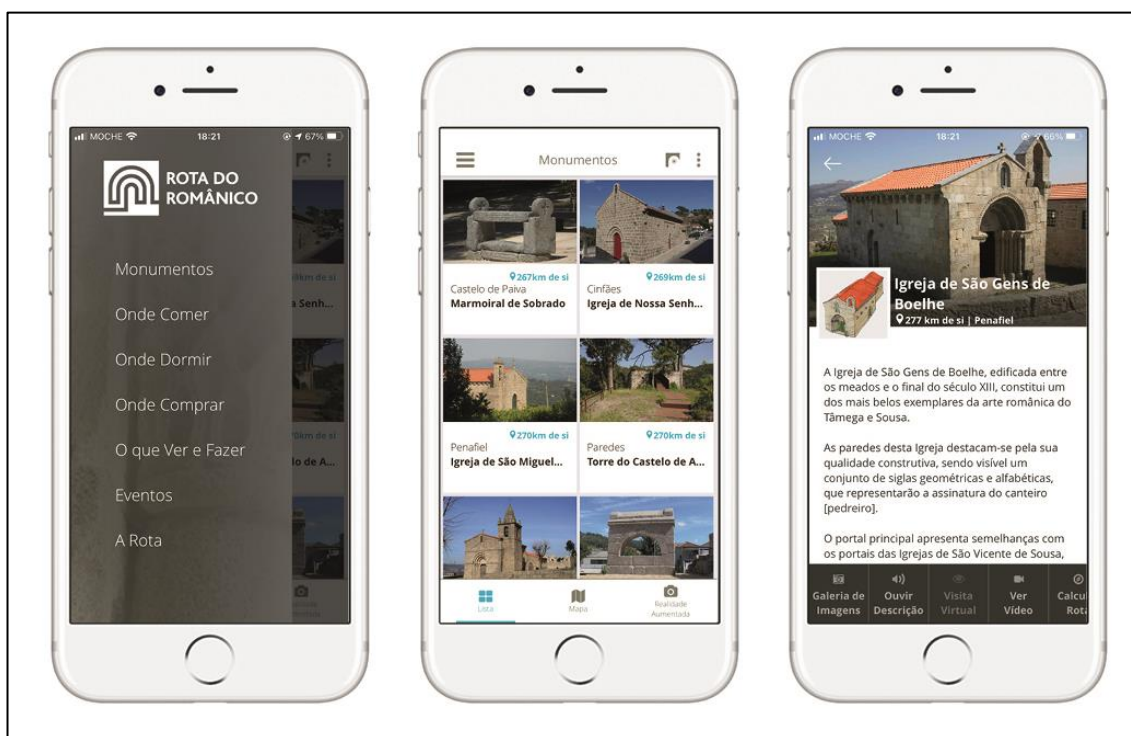 MOCHE 18:21 67%
ROTA DO
ROMÂNICO
Monumentos
Onde Comer
Onde Dormir
Onde Comprar
O que Ver e Fazer
Eventos
A Rota
Monumentos
267km de si
Castelo de Paiva
Marmoiral de Sobrado
269km de si
Cinfães
Igreja de Nossa Senh...
270km de si
Penafiel
Igreja de São Miguel...
270km de si
Paredes
Torre do Castelo de A...
Lista
Mapa
Realidade
Aumentada
MOCHE 18:21 66%
Igreja de São Gens de
Boelhe
277 km de si | Penafiel
A Igreja de São Gens de Boelhe, edificada entre
os meados e o final do século XIII, constitui um
dos mais belos exemplares da arte românica do
Tâmega e Sousa.
As paredes desta Igreja destacam-se pela sua
qualidade construtiva, sendo visível um
conjunto de siglas geométricas e alfabéticas,
que representarão a assinatura do canteiro
[pedreiro].
O portal principal apresenta semelhanças com
os portais das Igrejas de São Vicente de Sousa,
Galeria de
Imagens
Ouvir
Descrição
Visita
Virtual
Ver
Vídeo
Calcul
Rota